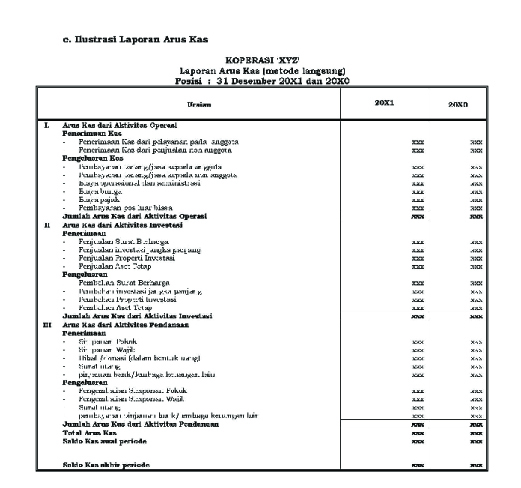 c. Ilustrasi Laporan Arus Kas
KOPERASI 'XYZ'
Laporan Arus Kas (metode langsung)
Posisi : 31 Desember 20X1 dan 20X0
Uraian 20X1 20X0
I. Arus Kas dari Aktivitas Operasi
Penerimaan Kas
- Penerimaan Kas dari pelayanan pada anggota xxx xxx
- Penerimaan Kas dari penjualan non anggota xxx xxx
Pengeluaran Kas
- Pembayaran barang/jasa kepada anggota xxx xxx
- Pembayaran barang/jasa kepada non anggota xxx xxx
- Biaya operasional dan administrasi xxx xxx
- Biaya bunga xxx xxx
- Biaya pajak xxx xxx
- Pembayaran pos luar biasa xxx xxx
Jumlah Arus Kas dari Aktivitas Operasi xxx xxx
II Arus Kas dari Aktivitas Investasi
Penerimaan
- Penjualan Surat Berharga xxx xxx
- Penjualan investasi jangka panjang xxx xxx
- Penjualan Properti Investasi xxx xxx
- Penjualan Aset Tetap xxx xxx
Pengeluaran
- Pembelian Surat Berharga xxx xxx
- Pembelian investasi jangka panjang xxx xxx
- Pembelian Properti Investasi xxx xxx
- Pembelian Aset Tetap xxx xxx
Jumlah Arus Kas dari Aktivitas Investasi xxx xxx
III Arus Kas dari Aktivitas Pendanaan
Penerimaan
- Simpanan Pokok xxx xxx
- Simpanan Wajib xxx xxx
- Hibah/donasi (dalam bentuk uang) xxx xxx
- Surat utang xxx xxx
- pinjaman bank/lembaga keuangan lain xxx xxx
Pengeluaran
- Pengembalian Simpanan Pokok xxx xxx
- Pengembalian Simpanan Wajib xxx xxx
- Surat utang xxx xxx
- pembayaran pinjaman bank/lembaga keuangan lain xxx xxx
Jumlah Arus Kas dari Aktivitas Pendanaan xxx xxx
Total Arus Kas xxx xxx
Saldo Kas awal periode xxx xxx
Saldo Kas akhir periode xxx xxx